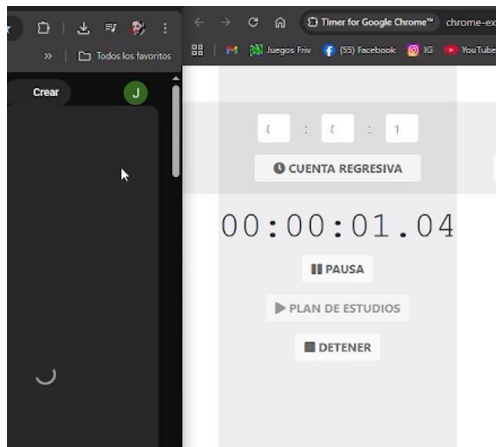 Timer for Google Chrome™ chrome-ex
Todos los favoritos
Juegos Friv (55) Facebook IG YouTube
Crear
J
: : 1
CUENTA REGRESIVA
00:00:01.04
PAUSA
PLAN DE ESTUDIOS
DETENER